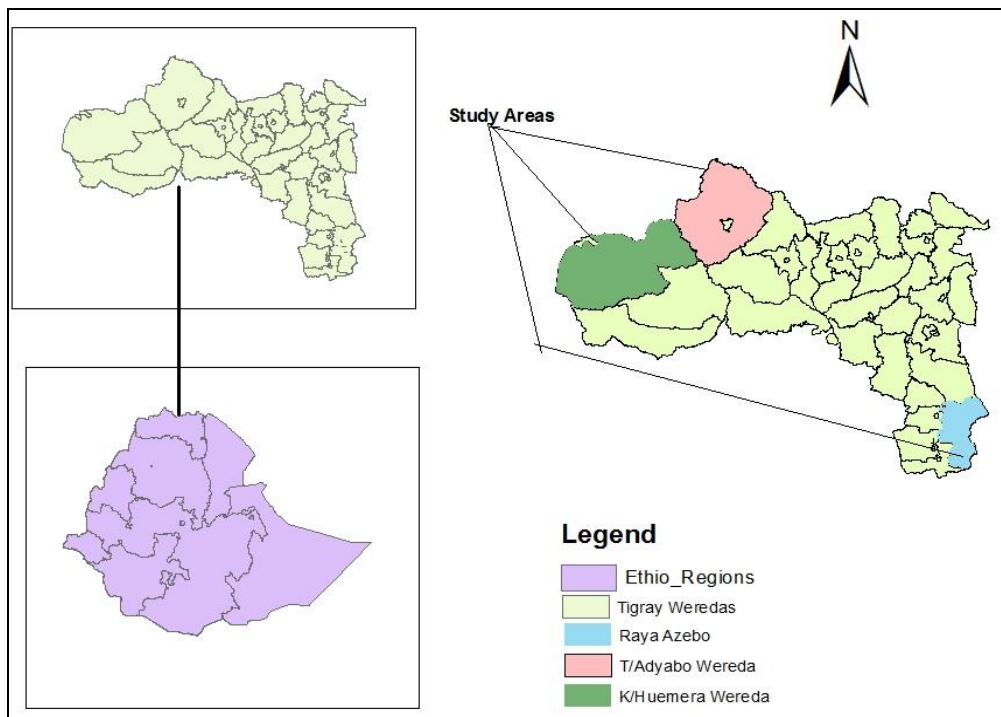 N
Study Areas
Legend
Ethio_Regions
Tigray Weredas
Raya Azebo
T/Adyabo Wereda
K/Huemera Wereda